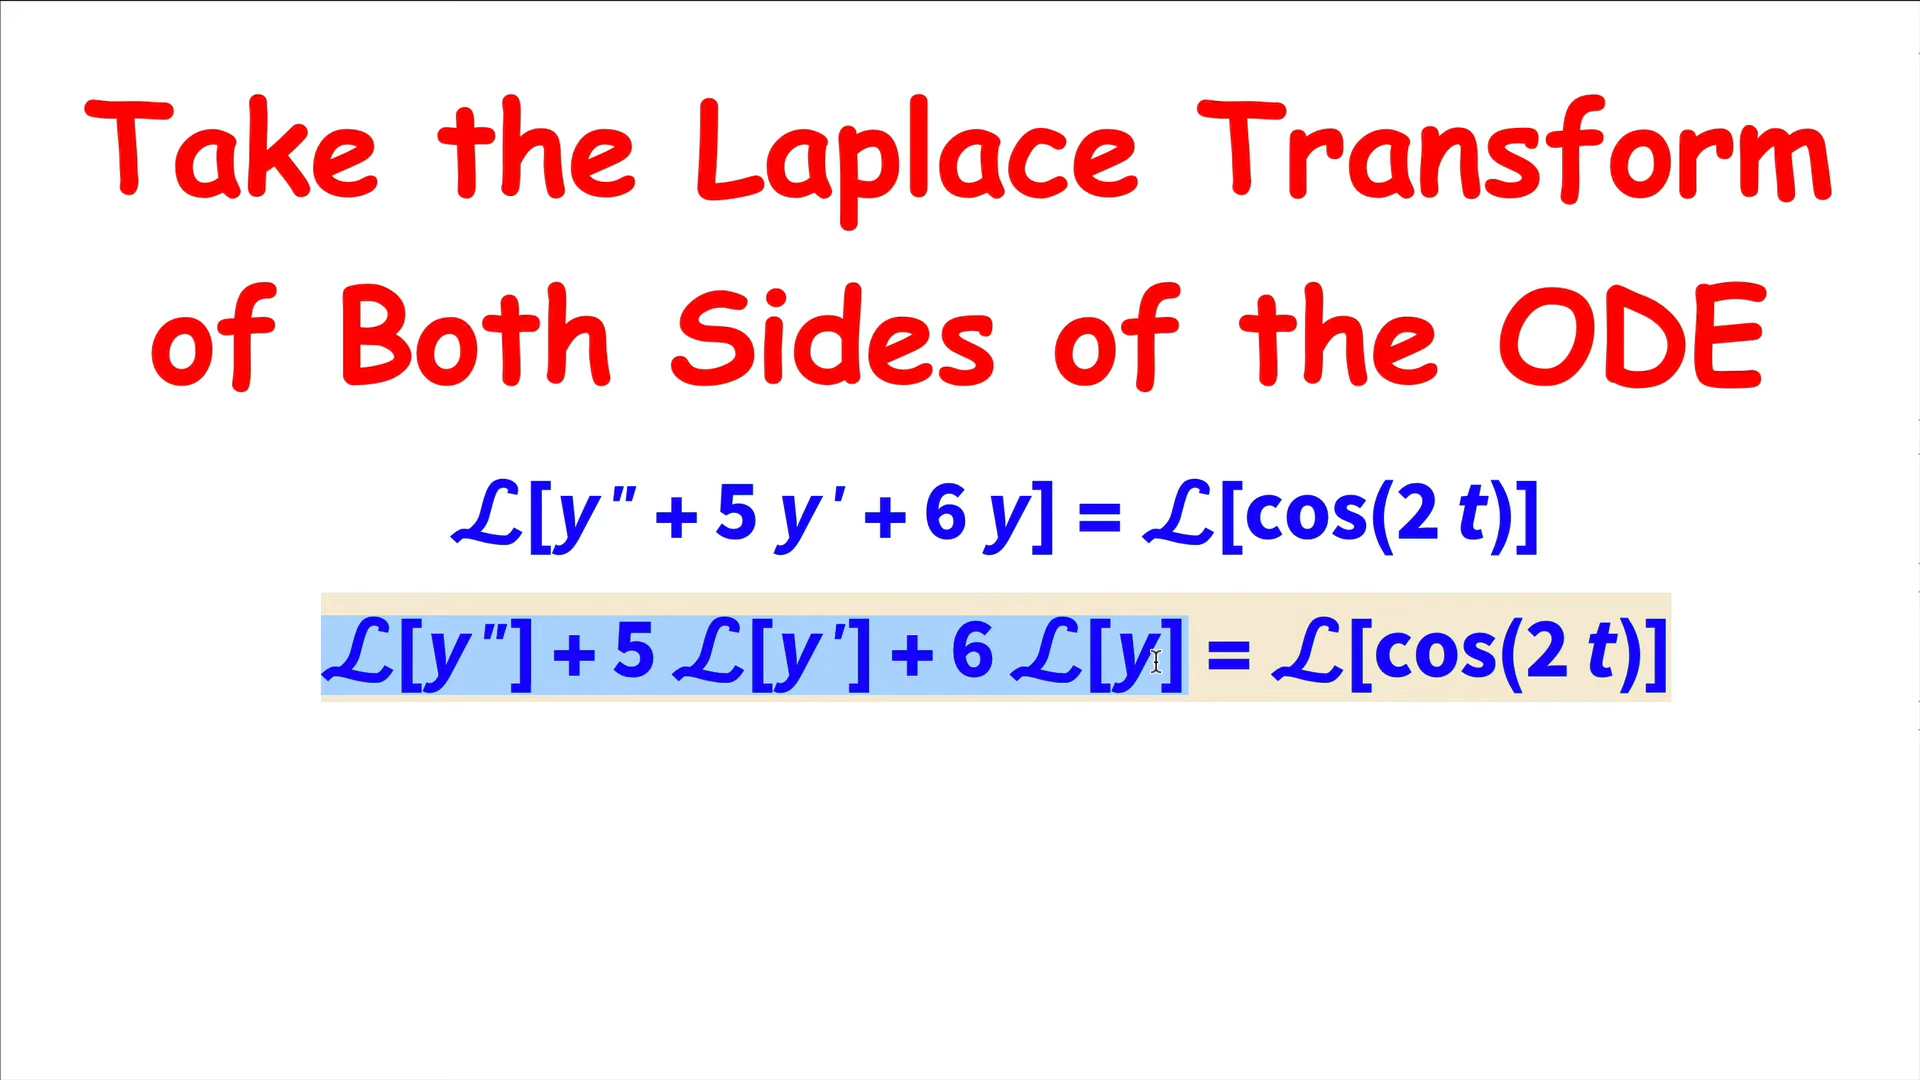 Take the Laplace Transform
of Both Sides of the ODE
ℒ[y″ + 5 y′ + 6 y] = ℒ[cos(2 t)]
ℒ[y″] + 5 ℒ[y′] + 6 ℒ[y] = ℒ[cos(2 t)]